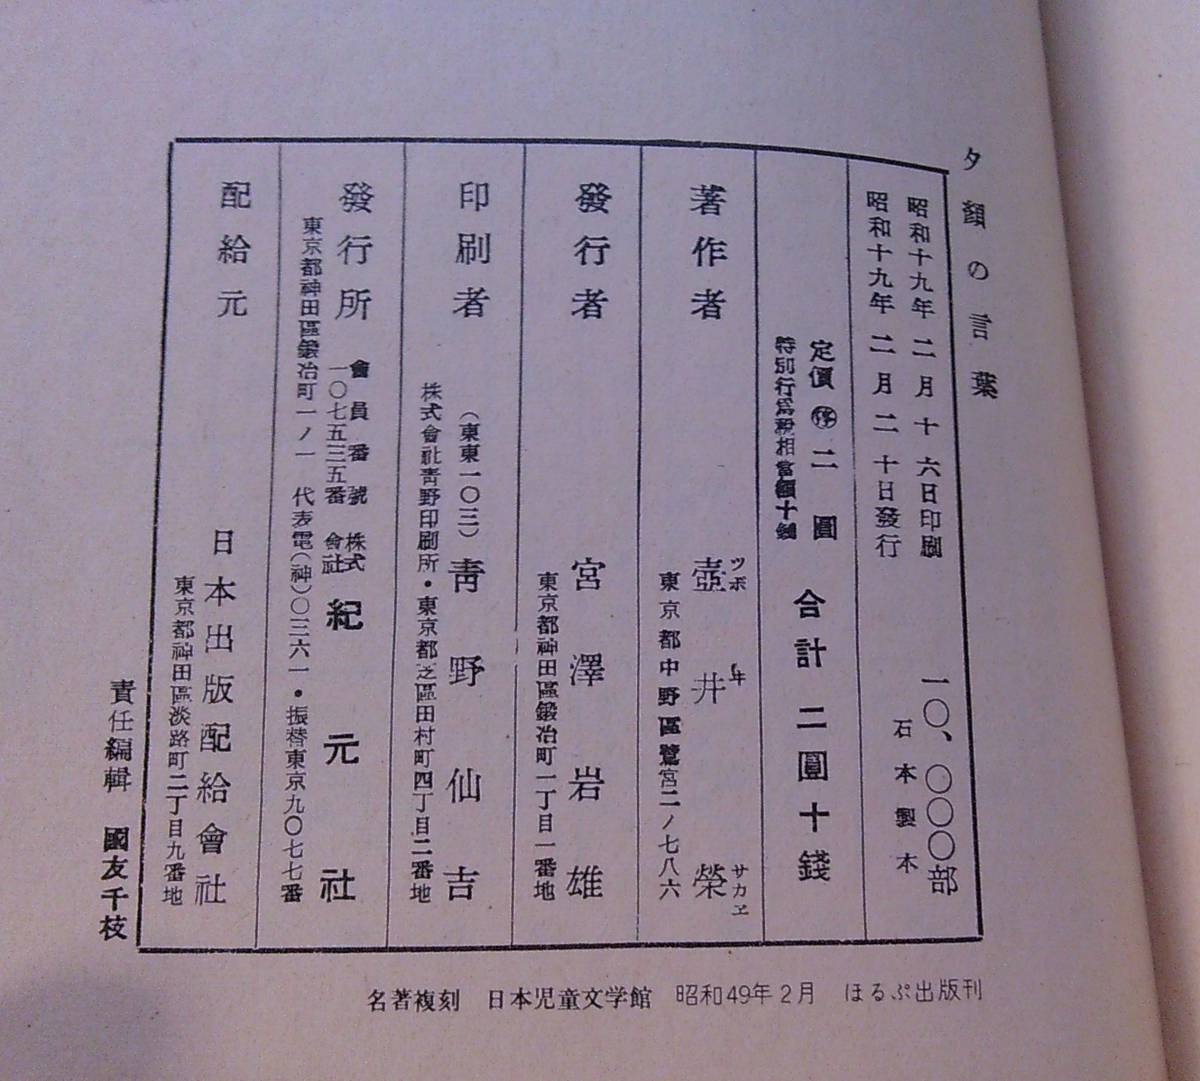 夕顏の言葉
昭和十九年二月十六日印刷
昭和十九年二月二十日發行
一〇、〇〇〇部
石本製本
定價 停 二圓
特別行爲税相當額十錢
合計二圓十錢
著作者 壺井榮
ツボ ヰ サカヱ
東京都中野區鷺宮二ノ七八六
發行者 宮澤岩雄
東京都神田區鍛冶町一丁目一番地
印刷者 (東東一〇三) 靑野仙吉
株式會社靑野印刷所・東京都芝區田村町四丁目二番地
發行所 會員番號 一〇七五三五番 株式會社 紀元社
東京都神田區鍛冶町一ノ一 代表電(神)〇三六一・振替東京九〇七七番
配給元 日本出版配給會社
東京都神田區淡路町二丁目九番地
責任編輯 國友千枝
名著複刻 日本児童文学館 昭和49年2月 ほるぷ出版刊